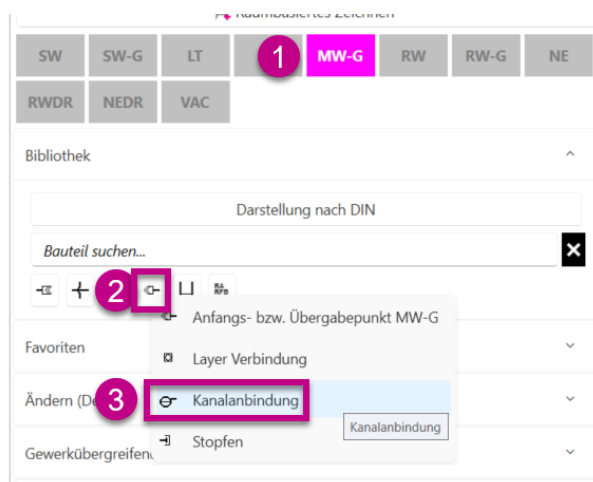 Raumbasiertes Zeichnen
SW SW-G LT 1 MW-G RW RW-G NE
RWDR NEDR VAC
Bibliothek
Darstellung nach DIN
Bauteil suchen...
2
Anfangs- bzw. Übergabepunkt MW-G
Favoriten
Layer Verbindung
Ändern (De
3 Kanalanbindung
Kanalanbindung
Stopfen
Gewerkübergreifen